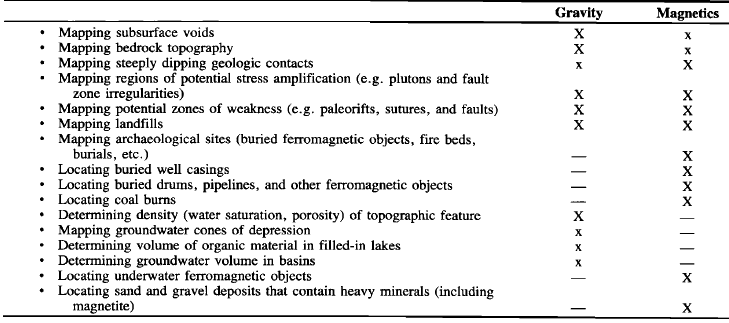 Gravity Magnetics
• Mapping subsurface voids X x
• Mapping bedrock topography X x
• Mapping steeply dipping geologic contacts x X
• Mapping regions of potential stress amplification (e.g. plutons and fault
zone irregularities) X X
• Mapping potential zones of weakness (e.g. paleorifts, sutures, and faults) X X
• Mapping landfills X X
• Mapping archaeological sites (buried ferromagnetic objects, fire beds,
burials, etc.) — X
• Locating buried well casings — X
• Locating buried drums, pipelines, and other ferromagnetic objects — X
• Locating coal burns — X
• Determining density (water saturation, porosity) of topographic feature X —
• Mapping groundwater cones of depression x —
• Determining volume of organic material in filled-in lakes x —
• Determining groundwater volume in basins x —
• Locating underwater ferromagnetic objects — X
• Locating sand and gravel deposits that contain heavy minerals (including
magnetite) — X